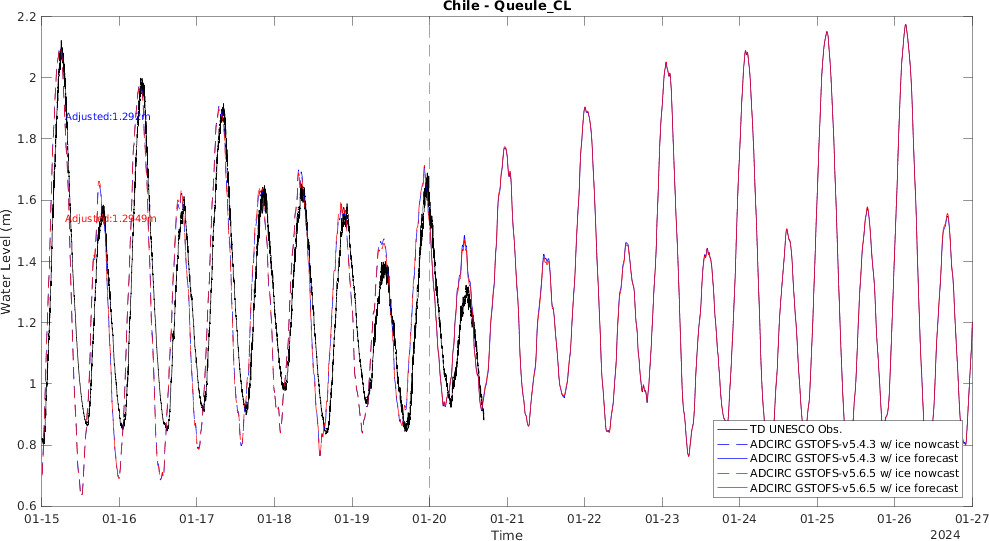 Chile - Queule_CL
2.2
2
1.8
1.6
1.4
1.2
1
0.8
0.6
Water Level (m)
Adjusted:1.292m
Adjusted:1.2949m
TD UNESCO Obs.
ADCIRC GSTOFS-v5.4.3 w/ ice nowcast
ADCIRC GSTOFS-v5.4.3 w/ ice forecast
ADCIRC GSTOFS-v5.6.5 w/ ice nowcast
ADCIRC GSTOFS-v5.6.5 w/ ice forecast
01-15 01-16 01-17 01-18 01-19 01-20 01-21 01-22 01-23 01-24 01-25 01-26 01-27
Time
2024